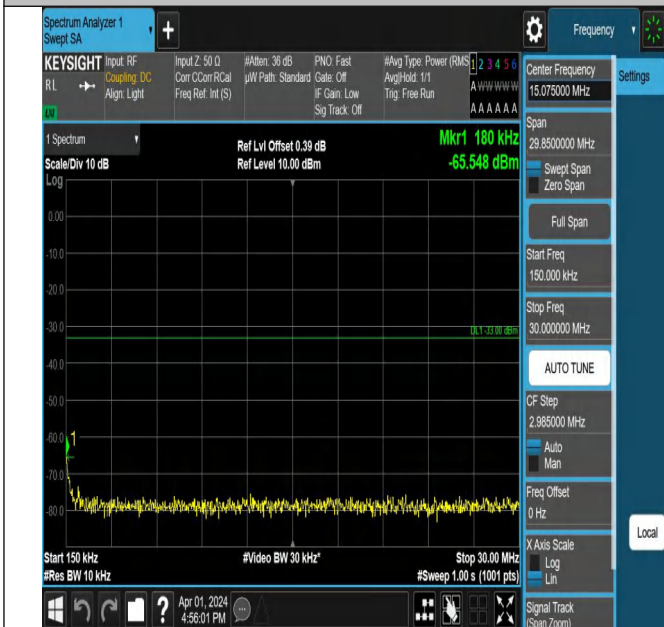 Spectrum Analyzer 1
Swept SA
+
Frequency
KEYSIGHT
RL
Input: RF
Coupling: DC
Align: Light
Input Z: 50 Ω
Corr CCorr RCal
Freq Ref: Int (S)
#Atten: 36 dB
µW Path: Standard
PNO: Fast
Gate: Off
IF Gain: Low
Sig Track: Off
#Avg Type: Power (RMS
Avg|Hold: 1/1
Trig: Free Run
1 2 3 4 5 6
A W W W W W
A A A A A A
1 Spectrum
Scale/Div 10 dB
Log
Ref Lvl Offset 0.39 dB
Ref Level 10.00 dBm
Mkr1 180 kHz
-65.548 dBm
0.00
-10.0
-20.0
-30.0
DL1 -33.00 dBm
-40.0
-50.0
-60.0
1
-70.0
-80.0
Start 150 kHz
#Video BW 30 kHz*
Stop 30.00 MHz
#Res BW 10 kHz
#Sweep 1.00 s (1001 pts)
?
Apr 01, 2024
4:56:01 PM
Center Frequency
15.075000 MHz
Settings
Span
29.8500000 MHz
Swept Span
Zero Span
Full Span
Start Freq
150.000 kHz
Stop Freq
30.000000 MHz
AUTO TUNE
CF Step
2.985000 MHz
Auto
Man
Freq Offset
0 Hz
Local
X Axis Scale
Log
Lin
Signal Track
(Span Zoom)